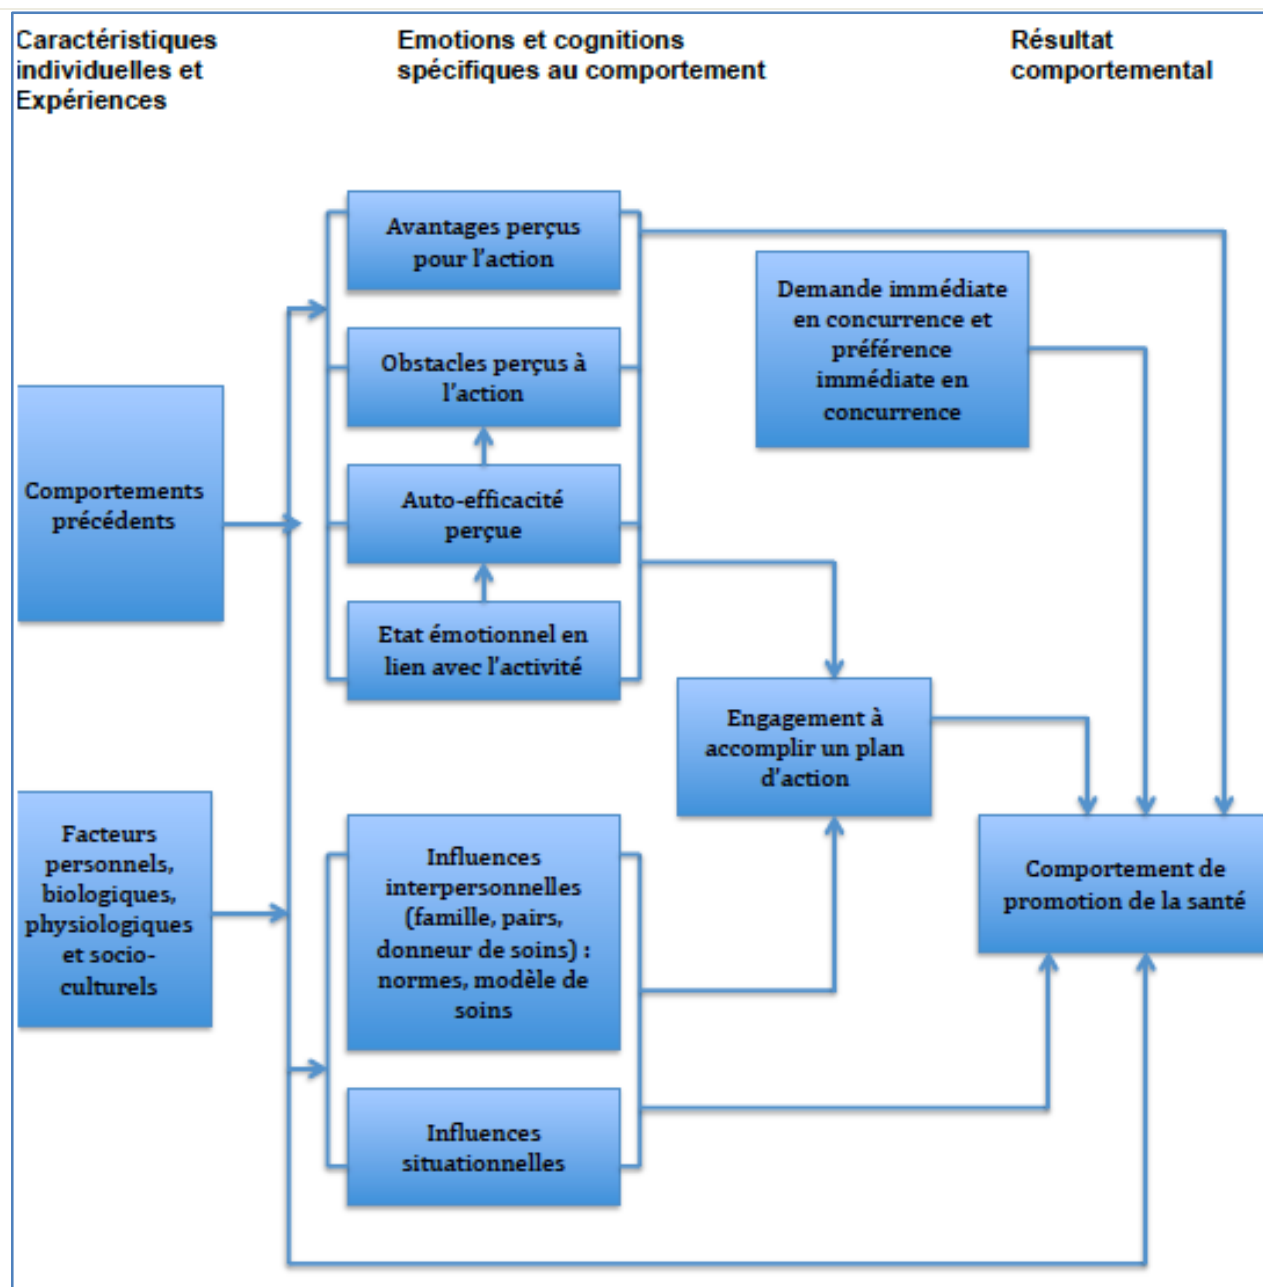 Caractéristiques
individuelles et
Expériences
Emotions et cognitions
spécifiques au comportement
Résultat
comportemental
Avantages perçus
pour l'action
Demande immédiate
en concurrence et
préférence
immédiate en
concurrence
Obstacles perçus à
l'action
Comportements
précédents
Auto-efficacité
perçue
Etat émotionnel en
lien avec l'activité
Engagement à
accomplir un plan
d'action
Facteurs
personnels,
biologiques,
physiologiques
et socio-
culturels
Influences
interpersonnelles
(famille, pairs,
donneur de soins) :
normes, modèle de
soins
Comportement de
promotion de la santé
Influences
situationnelles